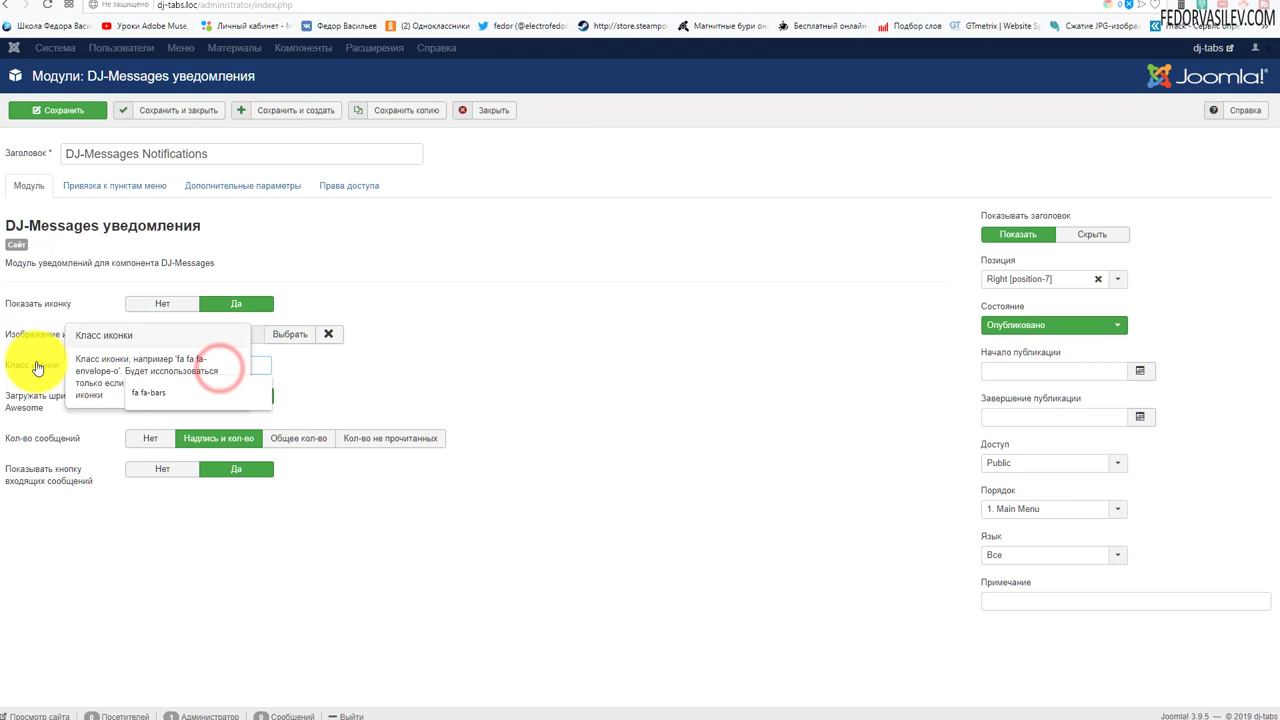 Не защищено dj-tabs.loc/administrator/index.php
FEDORVASILEV.COM
Школа Федора Васи
Уроки Adobe Muse,
Личный кабинет - М
Федор Васильев
(2) Одноклассники
fedor (@electrofedo
http://store.steampo
Магнитные бури он
Бесплатный онлайн
Подбор слов
GTmetrix | Website S
Сжатие JPG-изобра
Система
Пользователи
Меню
Материалы
Компоненты
Расширения
Справка
dj-tabs
Модули: DJ-Messages уведомления
Joomla!
Сохранить
Сохранить и закрыть
Сохранить и создать
Сохранить копию
Закрыть
Справка
Заголовок *
DJ-Messages Notifications
Модуль
Привязка к пунктам меню
Дополнительные параметры
Права доступа
DJ-Messages уведомления
Сайт
Модуль уведомлений для компонента DJ-Messages
Показать иконку
Нет
Да
Изображение и
Выбрать
Класс иконки
Класс иконки
Класс иконки, например 'fa fa fa-
envelope-o'. Будет использоваться
только если
иконки
fa fa-bars
Загружать шри
Awesome
Кол-во сообщений
Нет
Надпись и кол-во
Общее кол-во
Кол-во не прочитанных
Показывать кнопку
входящих сообщений
Нет
Да
Показывать заголовок
Показать
Скрыть
Позиция
Right [position-7]
Состояние
Опубликовано
Начало публикации
Завершение публикации
Доступ
Public
Порядок
1. Main Menu
Язык
Все
Примечание
Просмотр сайта
0 Посетителей
1 Администратор
0 Сообщений
Выйти
Joomla! 3.9.5 — © 2019 dj-tabs